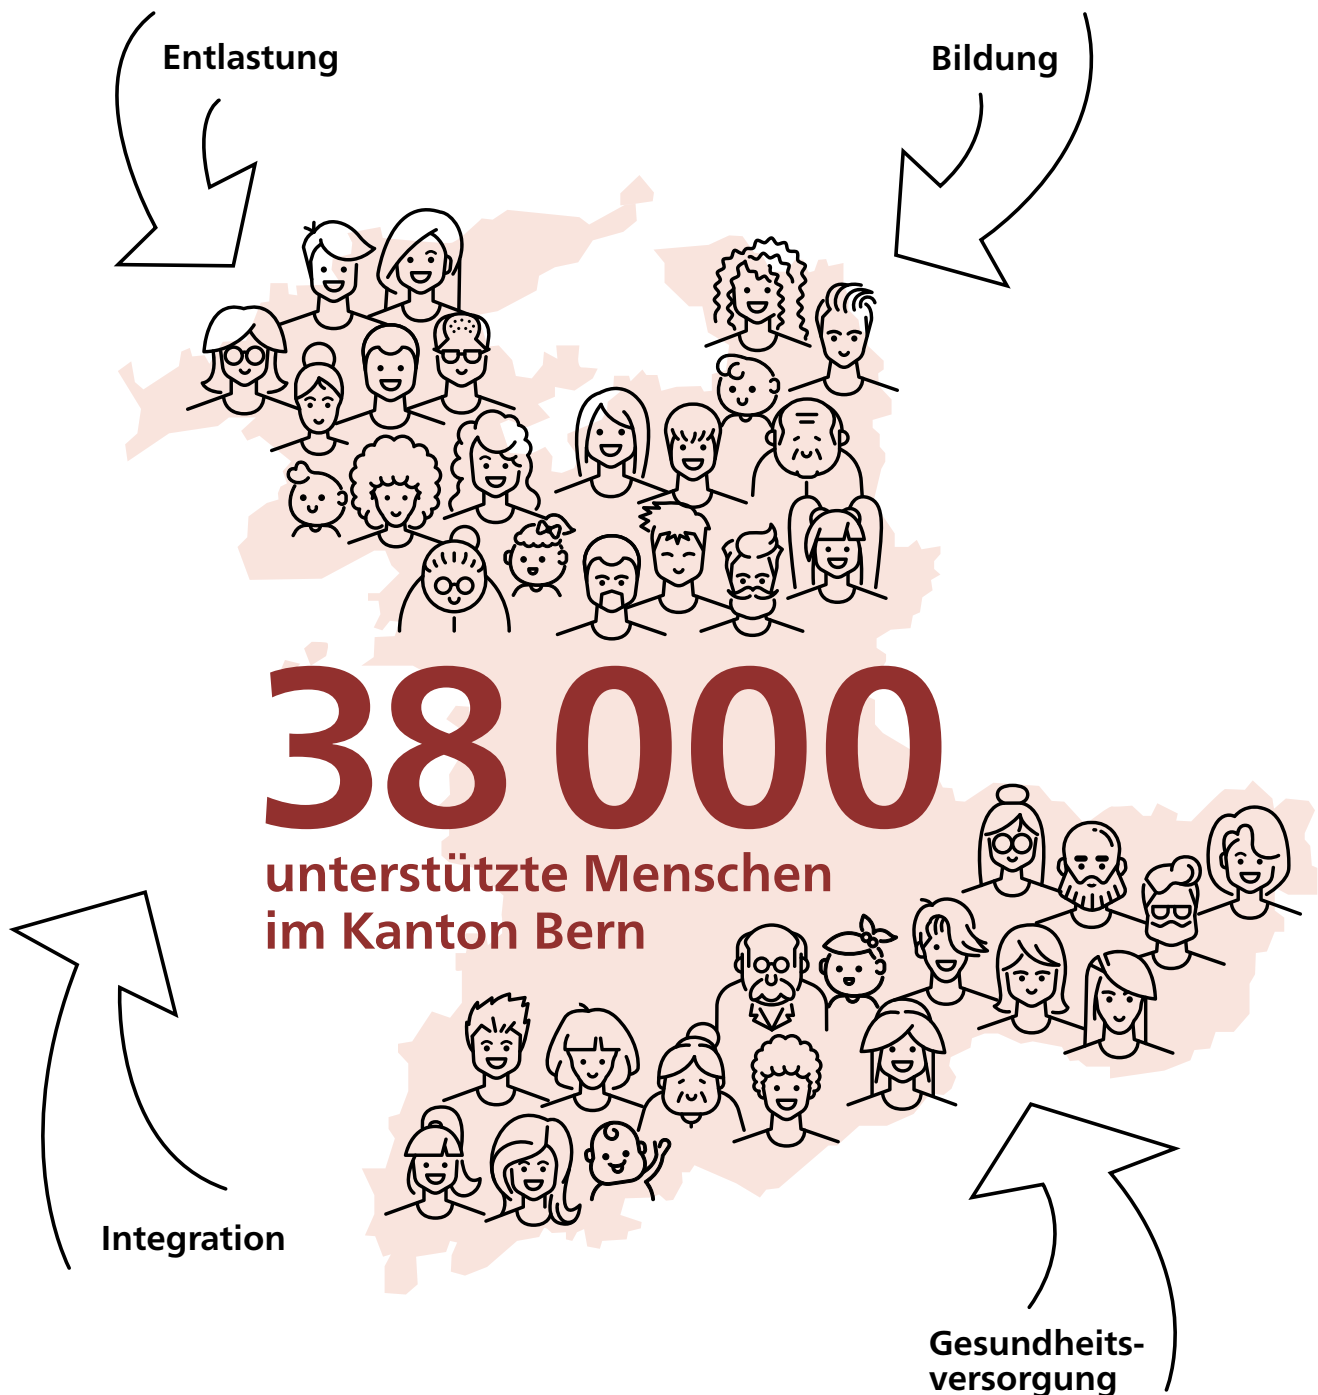 Entlastung
Bildung
38 000
unterstützte Menschen
im Kanton Bern
Integration
Gesundheits-
versorgung